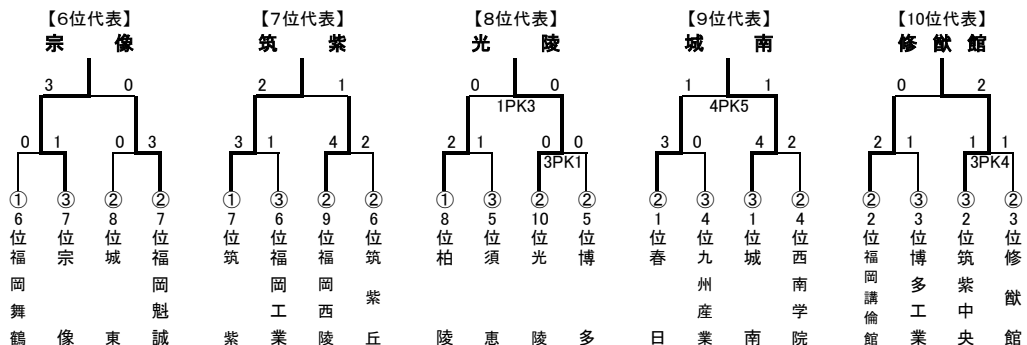 【6位代表】 【7位代表】 【8位代表】 【9位代表】 【10位代表】
宗像 筑紫 光陵 城南 修猷館
3 0 2 1 0 0 1 1 0 2
1PK3 4PK5
0 1 0 3 3 1 4 2 2 1 0 0 3 0 4 2 2 1 1 1
3PK1 3PK4
① ③ ② ② ① ③ ② ② ① ③ ② ② ② ③ ③ ② ② ③ ③ ②
6位 7位 8位 7位 7位 6位 9位 6位 8位 5位 10位 5位 1位 4位 1位 4位 2位 3位 2位 3位
福岡舞鶴 宗像 城東 福岡魁誠 筑紫 福岡工業 福岡西陵 筑紫丘 柏陵 須恵 光陵 博多 春日 九州産業 城南 西南学院 福岡講倫館 博多工業 筑紫中央 修猷館